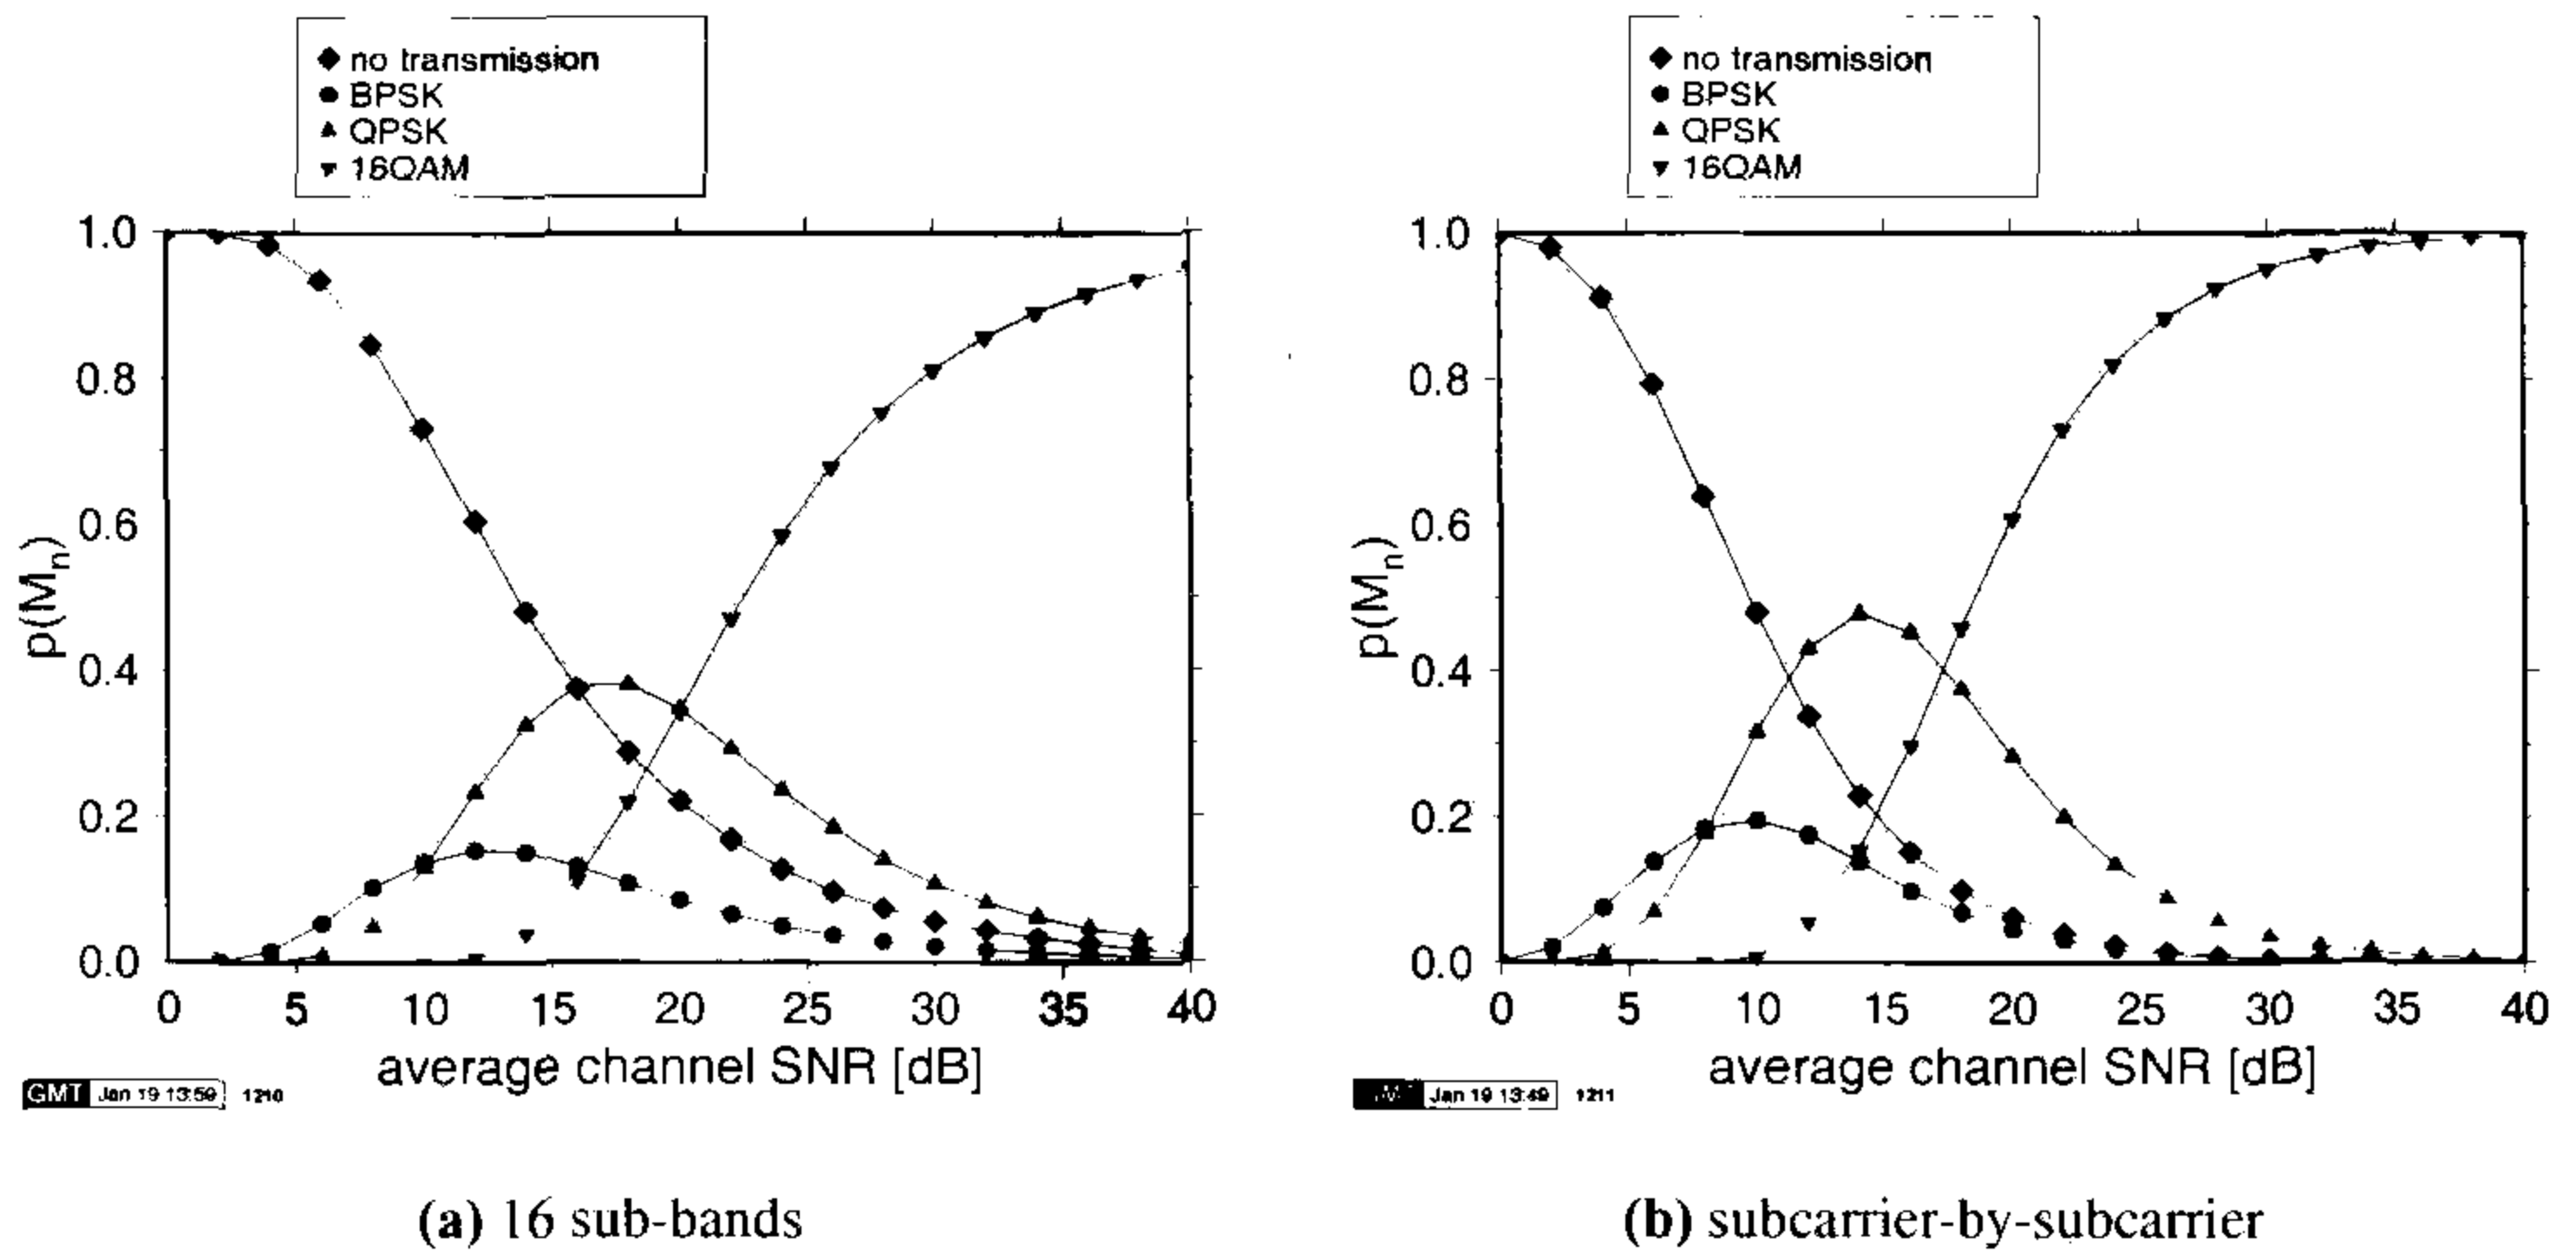 no transmission
BPSK
QPSK
16QAM
1.0
0.8
0.6
0.4
0.2
0.0
p(Mn)
0 5 10 15 20 25 30 35 40
average channel SNR [dB]
GMT Jan 19 13:59 1210
(a) 16 sub-bands
no transmission
BPSK
QPSK
16QAM
1.0
0.8
0.6
0.4
0.2
0.0
p(Mn)
0 5 10 15 20 25 30 35 40
average channel SNR [dB]
Jan 19 13:49 1211
(b) subcarrier-by-subcarrier